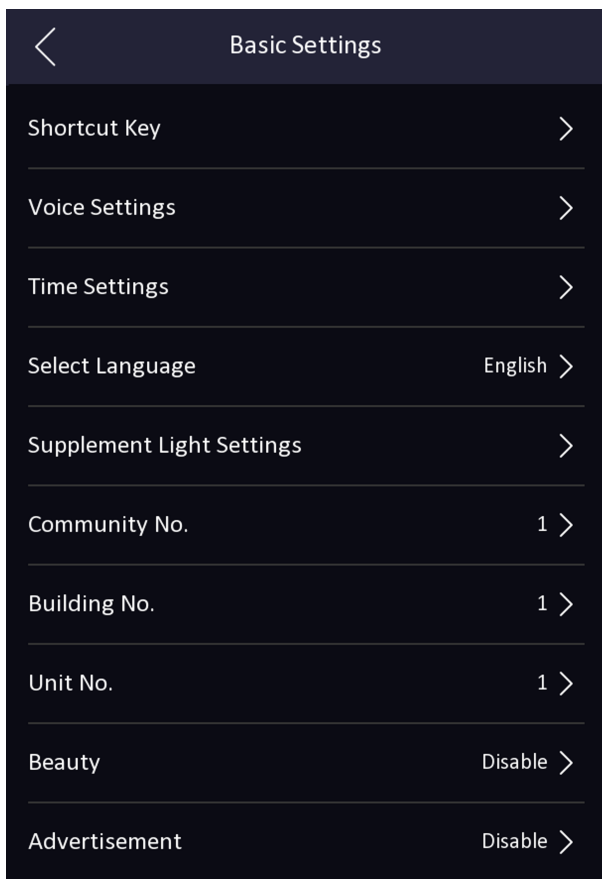 Basic Settings
Shortcut Key
Voice Settings
Time Settings
Select Language English
Supplement Light Settings
Community No. 1
Building No. 1
Unit No. 1
Beauty Disable
Advertisement Disable